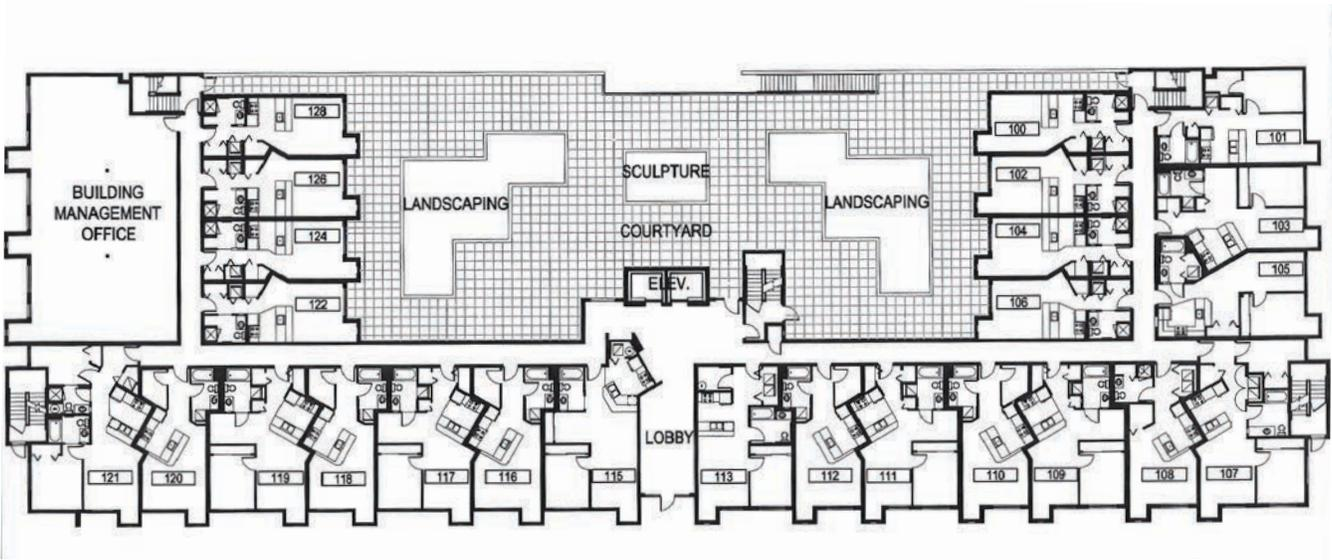 128
100
101
SCULPTURE
126
102
BUILDING
MANAGEMENT
OFFICE
LANDSCAPING
LANDSCAPING
103
COURTYARD
124
104
105
ELEV.
122
106
LOBBY
121
120
119
118
117
116
115
113
112
111
110
109
108
107